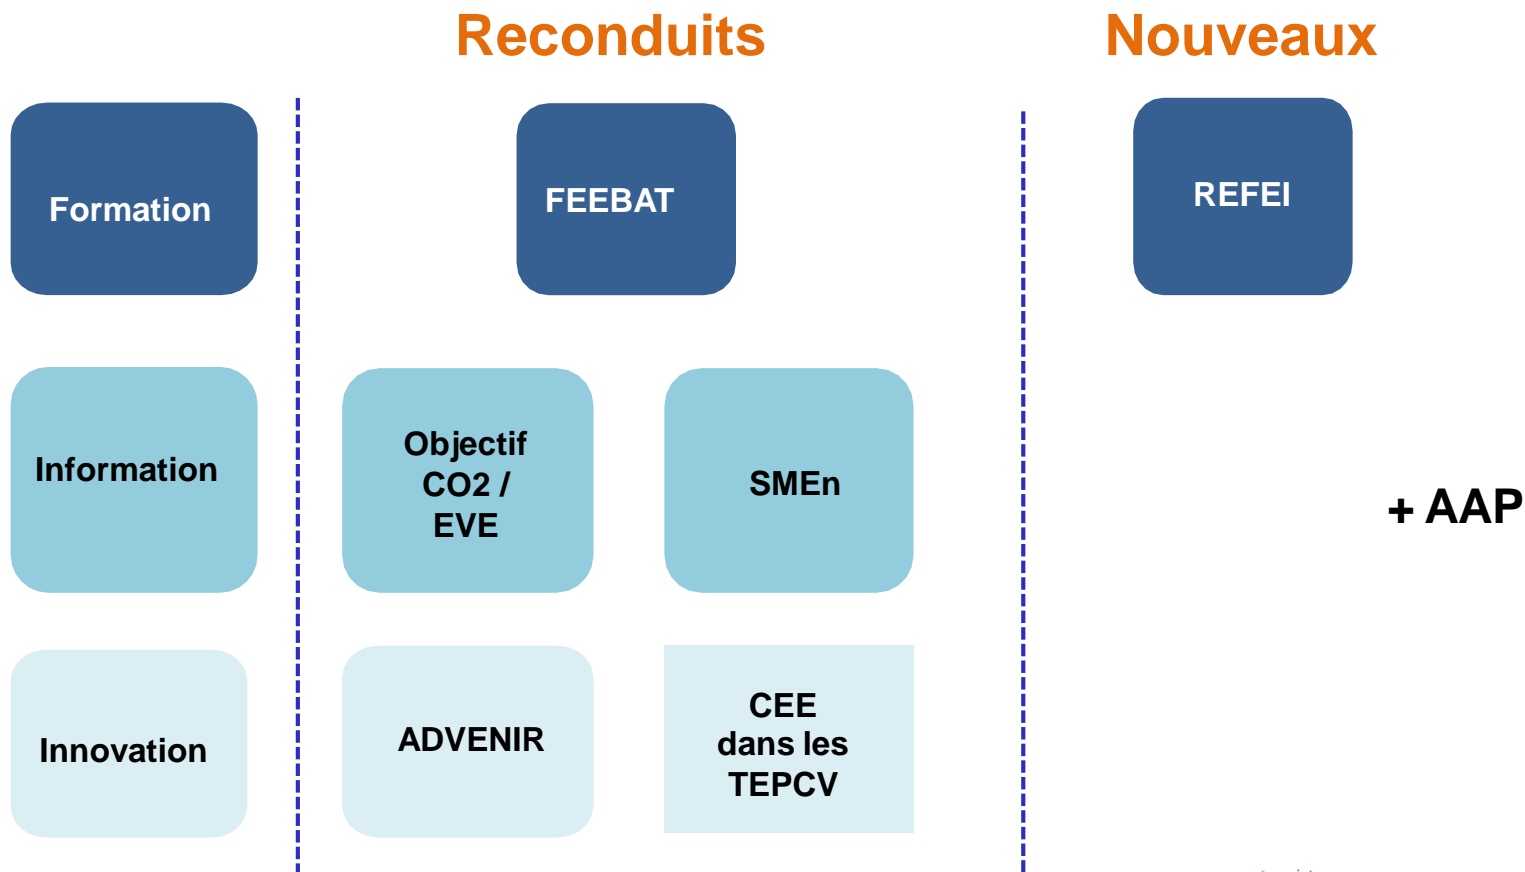 Reconduits
Nouveaux
Formation
FEEBAT
REFEI
Information
Objectif
CO2 /
EVE
SMEn
+ AAP
Innovation
ADVENIR
CEE
dans les
TEPCV